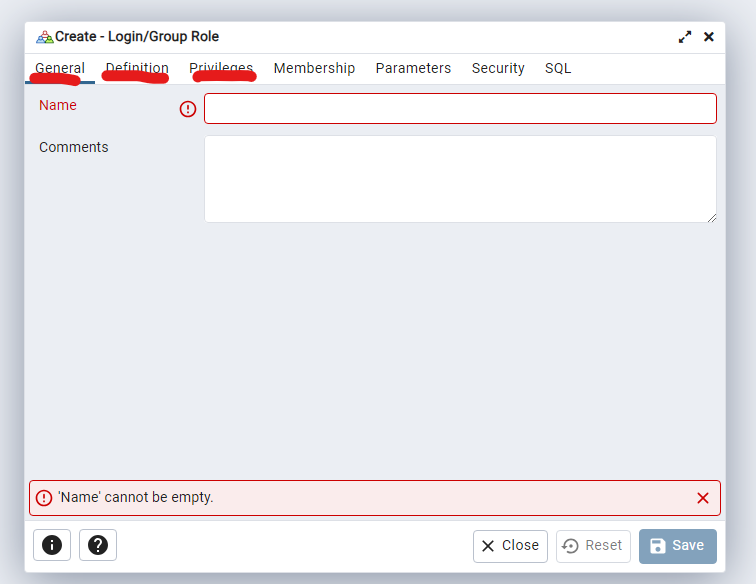 Create - Login/Group Role
General Definition Privileges Membership Parameters Security SQL
Name
Comments
'Name' cannot be empty.
Close Reset Save